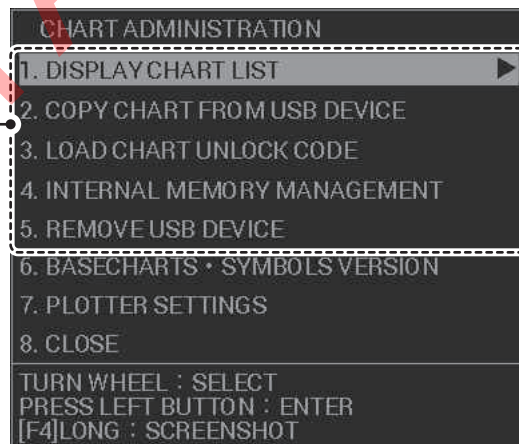 CHART ADMINISTRATION
1. DISPLAY CHART LIST
2. COPY CHART FROM USB DEVICE
3. LOAD CHART UNLOCK CODE
4. INTERNAL MEMORY MANAGEMENT
5. REMOVE USB DEVICE
6. BASECHARTS・SYMBOLS VERSION
7. PLOTTER SETTINGS
8. CLOSE
TURN WHEEL : SELECT
PRESS LEFT BUTTON : ENTER
[F4]LONG : SCREENSHOT